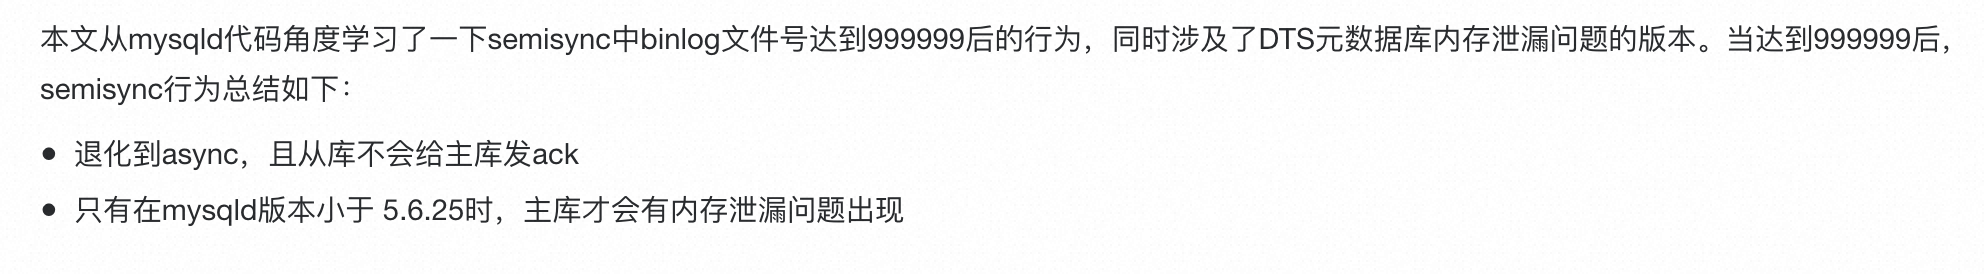 本文从mysqld代码角度学习了一下semisync中binlog文件号达到999999后的行为，同时涉及了DTS元数据库内存泄漏问题的版本。当达到999999后，
semisync行为总结如下：
● 退化到async，且从库不会给主库发ack
● 只有在mysqld版本小于 5.6.25时，主库才会有内存泄漏问题出现